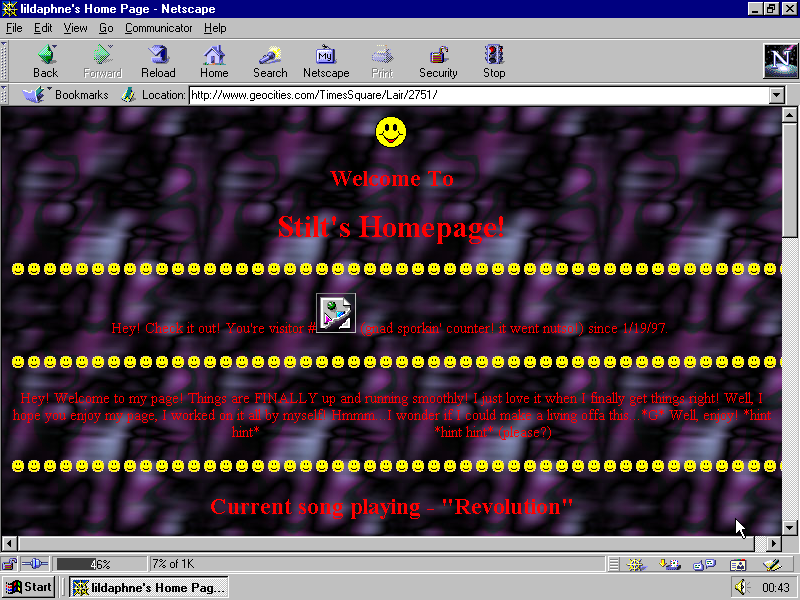 lildaphne's Home Page - Netscape
File Edit View Go Communicator Help
My N
Back Forward Reload Home Search Netscape Print Security Stop
Bookmarks Location: http://www.geocities.com/TimesSquare/Lair/2751/
Welcome To
Stilt's Homepage!
Hey! Check it out! You're visitor # sporkin' counter! it went nutso!) since 1/19/97.
Hey! Welcome to my page! Things are FINALLY up and running smoothly! I just love it when I finally get things right! Well, I
hope you enjoy my page, I worked on it all by myself! Hmmm...I wonder if I could make a living offa this...*G* Well, enjoy! *hint
hint* *hint hint* (please?)
Current song playing - "Revolution"
46% 7% of 1K
Start lildaphne's Home Pag... 00:43